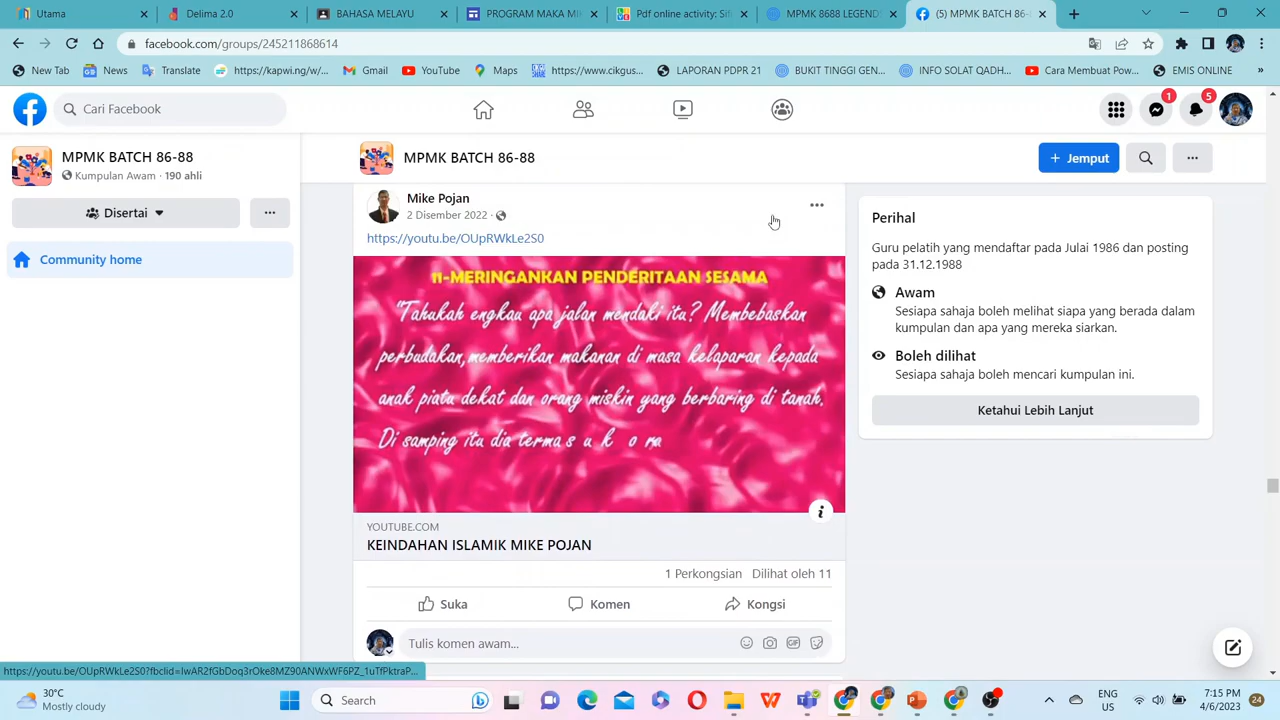 Utama
Delima 2.0
BAHASA MELAYU
PROGRAM MAKA MI
Pdf online activity: Sif
MPMK 8688 LEGEND
(5) MPMK BATCH 86-
facebook.com/groups/245211868614
New Tab
News
Translate
https://kapwi.ng/w/...
Gmail
YouTube
Maps
https://www.cikgus...
LAPORAN PDPR 21
BUKIT TINGGI GEN...
INFO SOLAT QADH...
Cara Membuat Pow...
EMIS ONLINE
Cari Facebook
1
5
MPMK BATCH 86-88
Kumpulan Awam · 190 ahli
Disertai
Community home
MPMK BATCH 86-88
+ Jemput
Mike Pojan
2 Disember 2022 ·
https://youtu.be/OUpRWkLe2S0
11-MERINGANKAN PENDERITAAN SESAMA
"Tahukah engkau apa jalan mendaki itu? Membebaskan
perbudakan,memberikan makanan di masa kelaparan kepada
anak piatu dekat dan orang miskin yang berbaring di tanah.
Di samping itu dia terma s u k o ra
YOUTUBE.COM
KEINDAHAN ISLAMIK MIKE POJAN
1 Perkongsian Dilihat oleh 11
Suka
Komen
Kongsi
Tulis komen awam...
GIF
Perihal
Guru pelatih yang mendaftar pada Julai 1986 dan posting
pada 31.12.1988
Awam
Sesiapa sahaja boleh melihat siapa yang berada dalam
kumpulan dan apa yang mereka siarkan.
Boleh dilihat
Sesiapa sahaja boleh mencari kumpulan ini.
Ketahui Lebih Lanjut
30°C
Mostly cloudy
Search
ENG
US
7:15 PM
4/6/2023
24